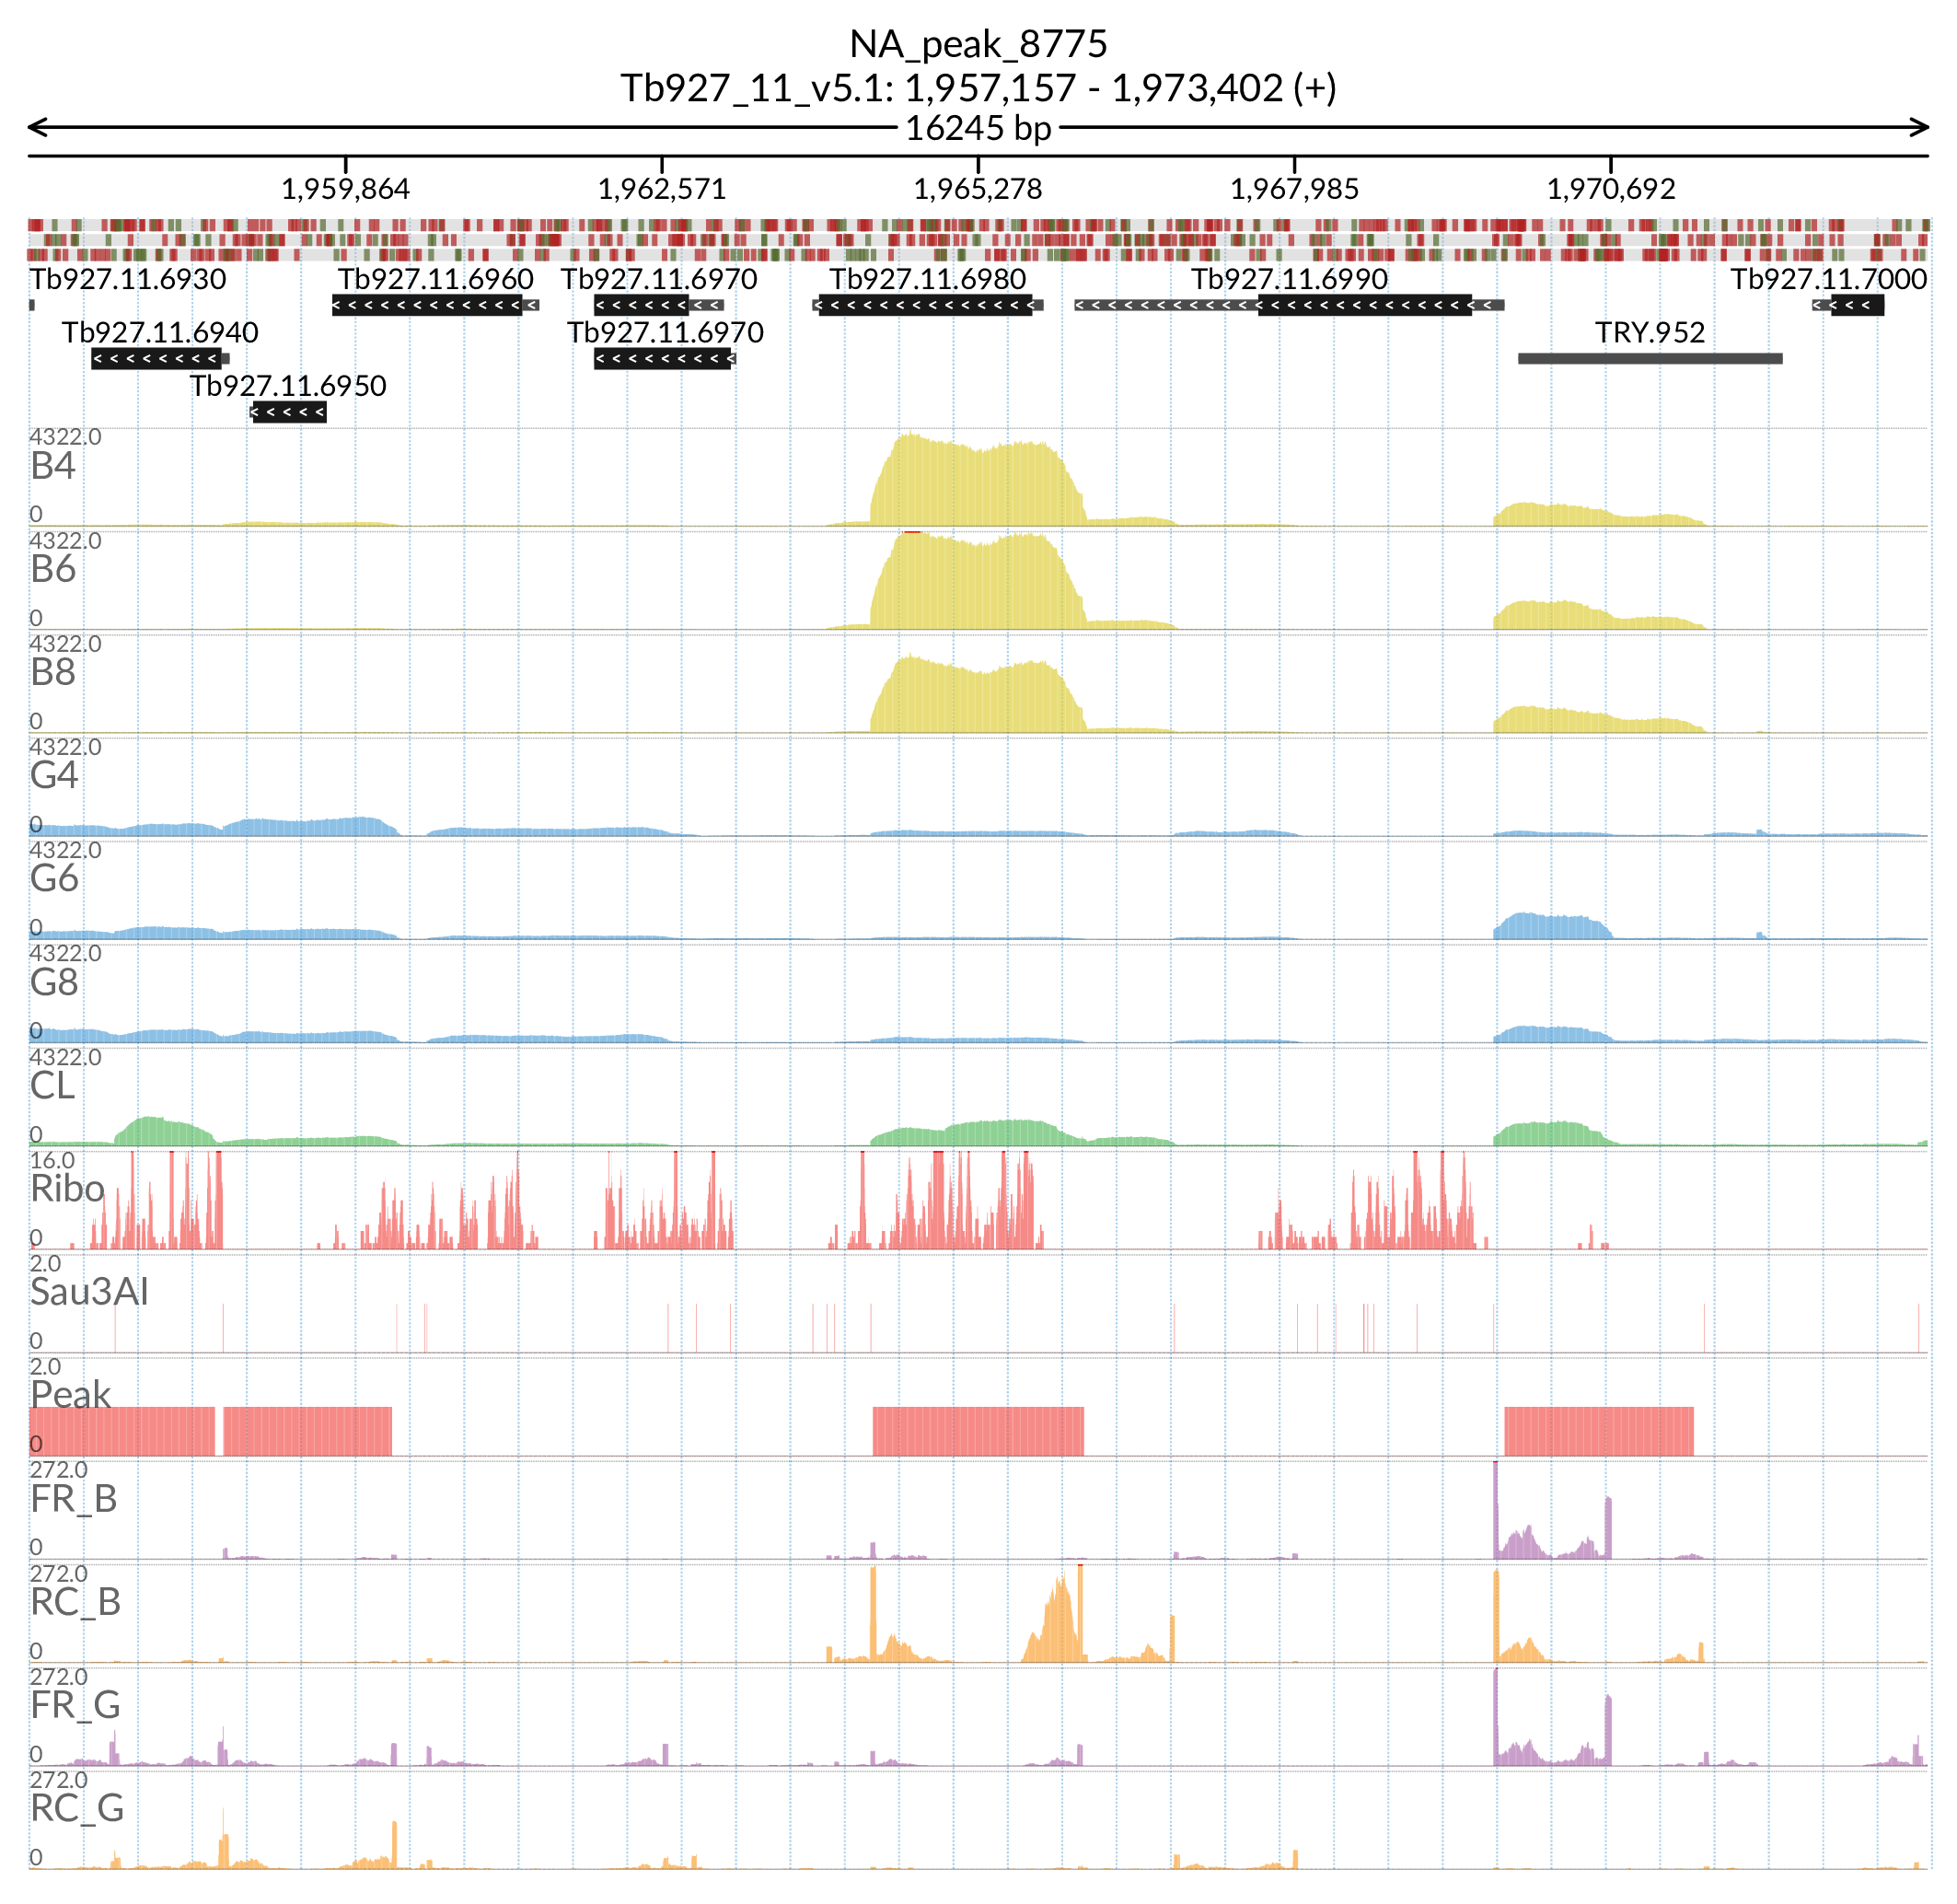 NA_peak_8775
Tb927_11_v5.1: 1,957,157 - 1,973,402 (+)
16245 bp
1,959,864 1,962,571 1,965,278 1,967,985 1,970,692
Tb927.11.6930 Tb927.11.6960 Tb927.11.6970 Tb927.11.6980 Tb927.11.6990 Tb927.11.7000
Tb927.11.6940 Tb927.11.6970 TRY.952
Tb927.11.6950
4322.0
B4
0
4322.0
B6
0
4322.0
B8
0
4322.0
G4
0
4322.0
G6
0
4322.0
G8
0
4322.0
CL
0
16.0
Ribo
0
2.0
Sau3AI
0
2.0
Peak
0
272.0
FR_B
0
272.0
RC_B
0
272.0
FR_G
0
272.0
RC_G
0